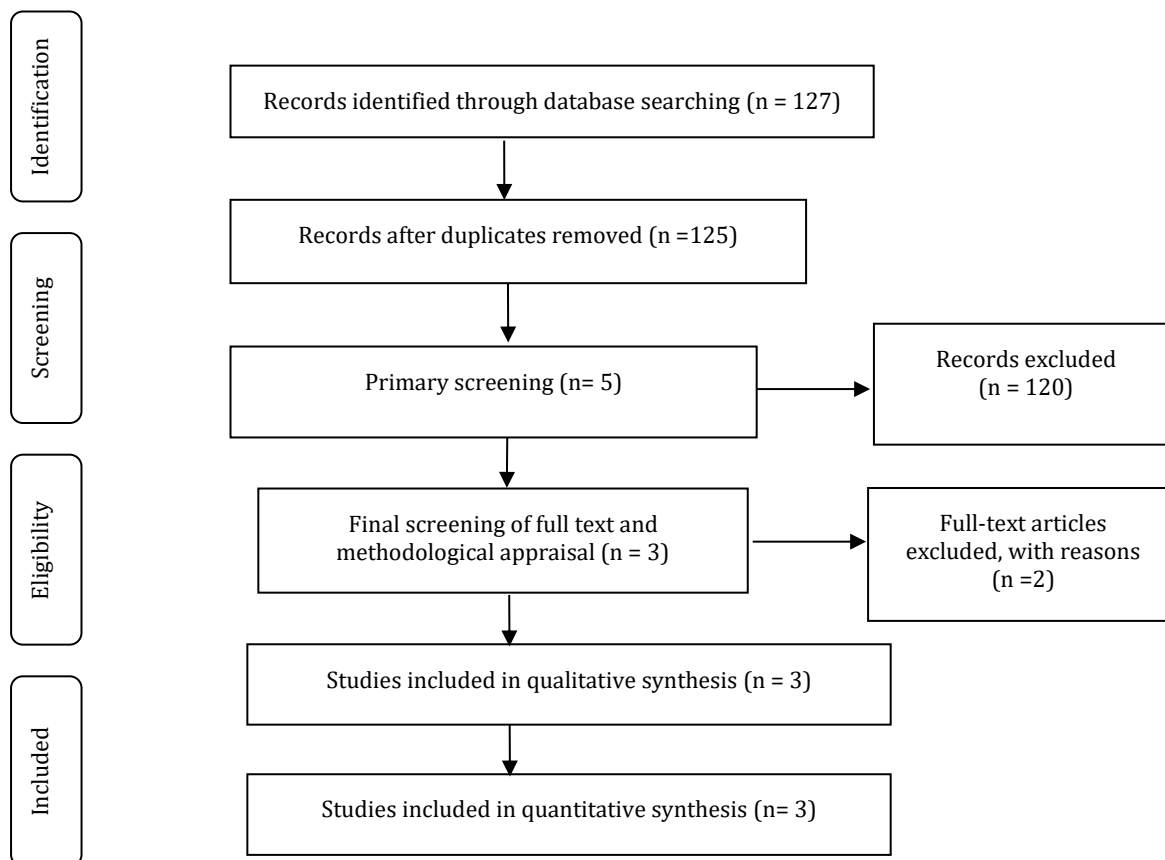 Identification
Records identified through database searching (n = 127)
Records after duplicates removed (n =125)
Screening
Primary screening (n= 5)
Records excluded
(n = 120)
Eligibility
Final screening of full text and
methodological appraisal (n = 3)
Full-text articles
excluded, with reasons
(n =2)
Included
Studies included in qualitative synthesis (n = 3)
Studies included in quantitative synthesis (n= 3)